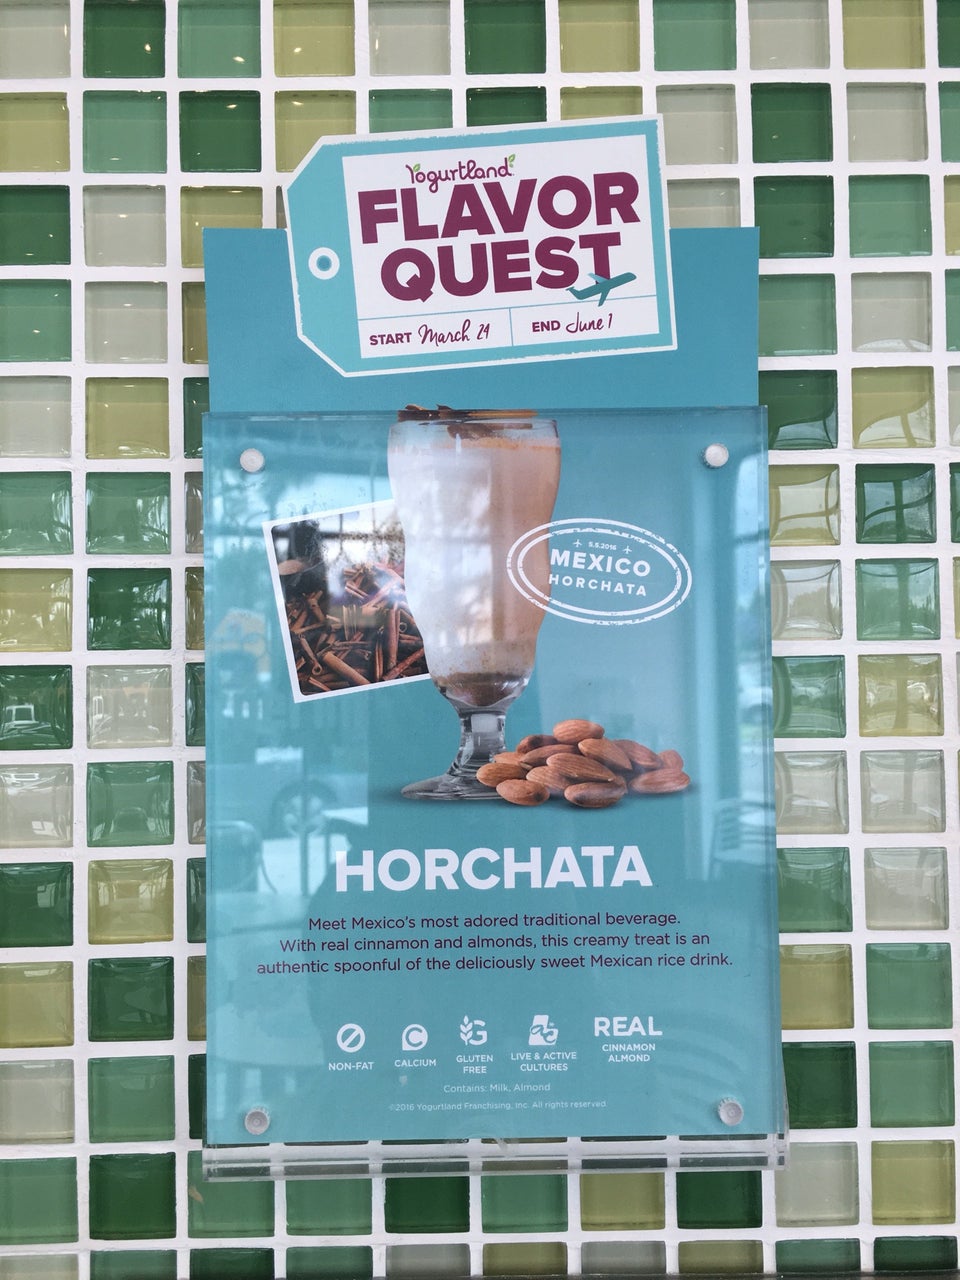 Yogurtland
FLAVOR
QUEST
START March 24
END June 1
5.5.2016
MEXICO
HORCHATA
HORCHATA
Meet Mexico's most adored traditional beverage.
With real cinnamon and almonds, this creamy treat is an
authentic spoonful of the deliciously sweet Mexican rice drink.
NON-FAT
CALCIUM
GLUTEN
FREE
LIVE & ACTIVE
CULTURES
REAL
CINNAMON
ALMOND
Contains: Milk, Almond
©2016 Yogurtland Franchising, Inc. All rights reserved.